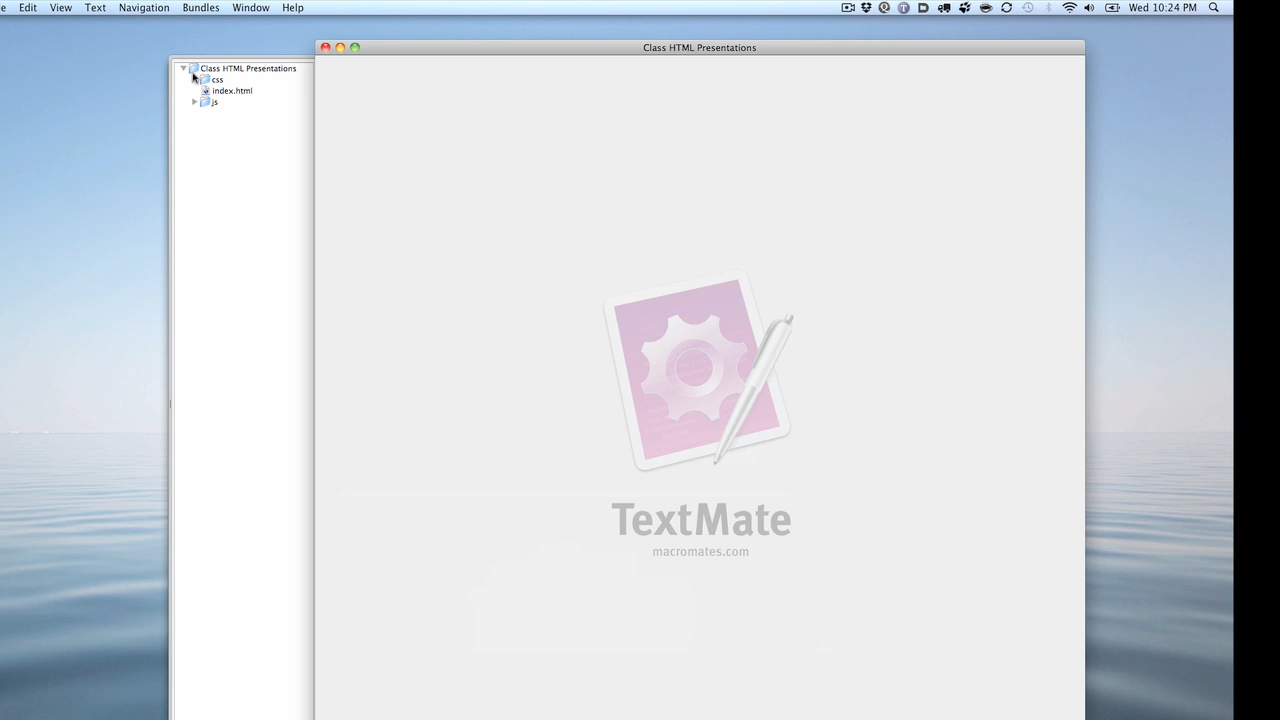 Edit View Text Navigation Bundles Window Help Wed 10:24 PM
Class HTML Presentations
Class HTML Presentations
css
index.html
js
TextMate
macromates.com